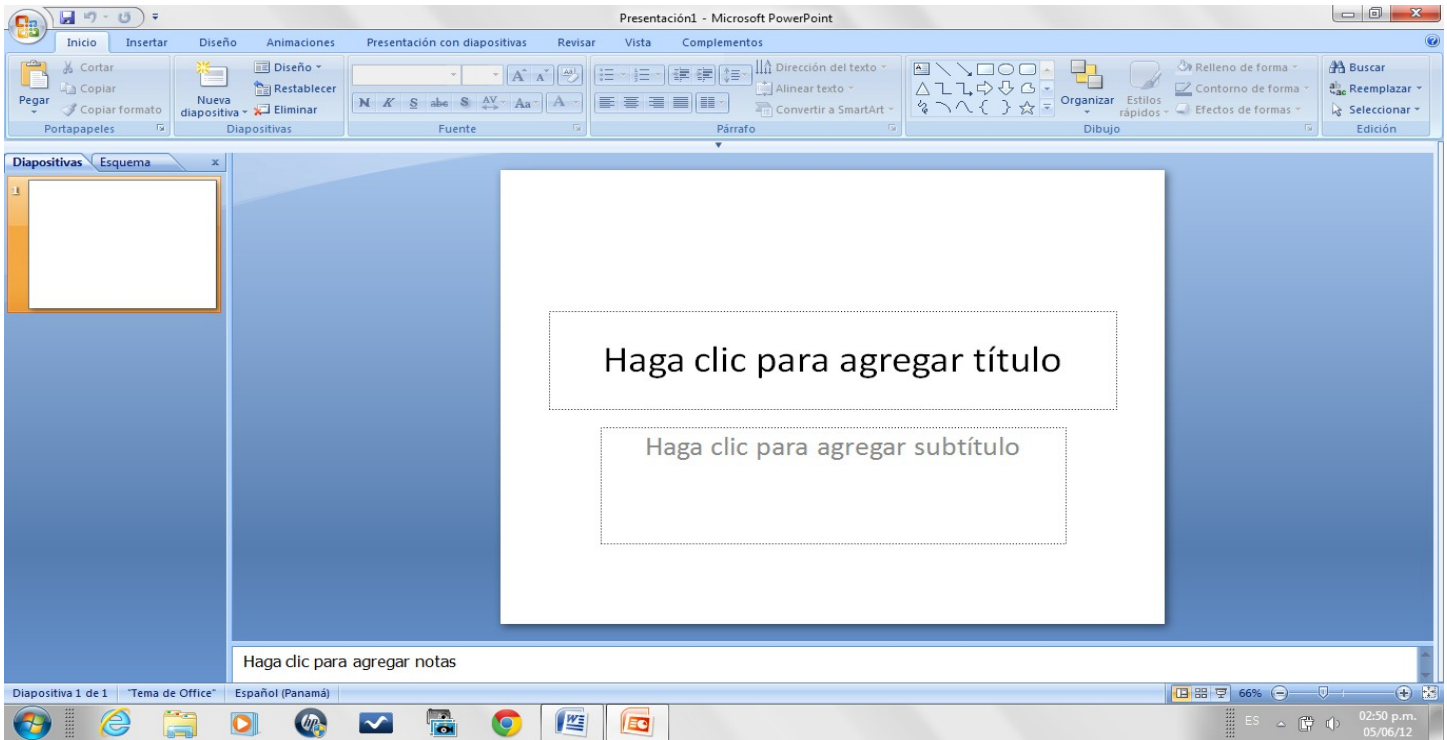 Presentación1 - Microsoft PowerPoint
Inicio Insertar Diseño Animaciones Presentación con diapositivas Revisar Vista Complementos
Pegar
Cortar
Copiar
Copiar formato
Portapapeles
Nueva diapositiva
Diseño
Restablecer
Eliminar
Diapositivas
N K S abc S AV Aa A
Fuente
Dirección del texto
Alinear texto
Convertir a SmartArt
Párrafo
Organizar
Estilos rápidos
Relleno de forma
Contorno de forma
Efectos de formas
Dibujo
Buscar
Reemplazar
Seleccionar
Edición
Diapositivas Esquema x
1
Haga clic para agregar título
Haga clic para agregar subtítulo
Haga clic para agregar notas
Diapositiva 1 de 1 "Tema de Office" Español (Panamá) 66%
ES 02:50 p.m.
05/06/12